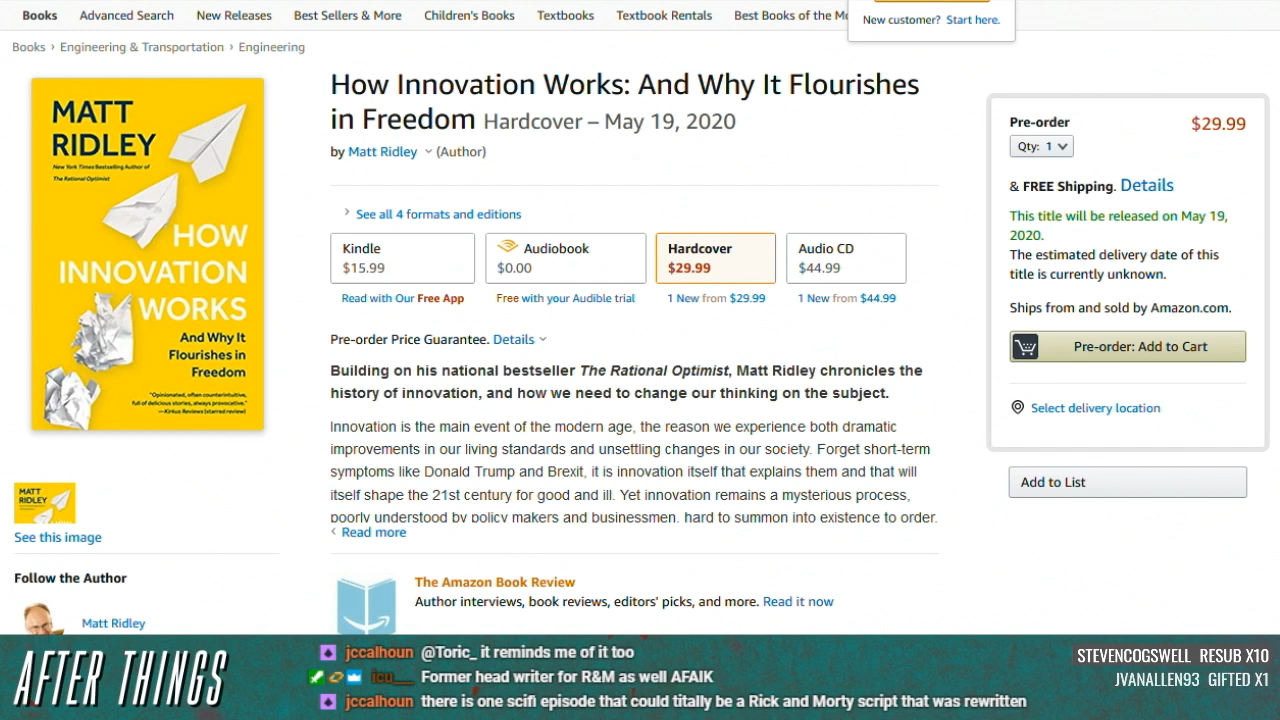 Books
Advanced Search
New Releases
Best Sellers & More
Children's Books
Textbooks
Textbook Rentals
Best Books of the Mo
New customer? Start here.
Books › Engineering & Transportation › Engineering
MATT
RIDLEY
New York Times Bestselling Author of
The Rational Optimist
HOW
INNOVATION
WORKS
And Why It
Flourishes in
Freedom
"Opinionated, often counterintuitive,
full of delicious stories, always provocative."
—Kirkus Reviews (starred review)
MATT
RIDLEY
See this image
Follow the Author
Matt Ridley
How Innovation Works: And Why It Flourishes
in Freedom Hardcover – May 19, 2020
by Matt Ridley (Author)
See all 4 formats and editions
Kindle
$15.99
Read with Our Free App
Audiobook
$0.00
Free with your Audible trial
Hardcover
$29.99
1 New from $29.99
Audio CD
$44.99
1 New from $44.99
Pre-order Price Guarantee. Details
Building on his national bestseller The Rational Optimist, Matt Ridley chronicles the
history of innovation, and how we need to change our thinking on the subject.
Innovation is the main event of the modern age, the reason we experience both dramatic
improvements in our living standards and unsettling changes in our society. Forget short-term
symptoms like Donald Trump and Brexit, it is innovation itself that explains them and that will
itself shape the 21st century for good and ill. Yet innovation remains a mysterious process,
poorly understood by policy makers and businessmen, hard to summon into existence to order.
Read more
The Amazon Book Review
Author interviews, book reviews, editors' picks, and more. Read it now
Pre-order
$29.99
Qty: 1
& FREE Shipping. Details
This title will be released on May 19,
2020.
The estimated delivery date of this
title is currently unknown.
Ships from and sold by Amazon.com.
Pre-order: Add to Cart
Select delivery location
Add to List
AFTER THINGS
jccalhoun @Toric_ it reminds me of it too
icu__ Former head writer for R&M as well AFAIK
jccalhoun there is one scifi episode that could titally be a Rick and Morty script that was rewritten
STEVENCOGSWELL RESUB X10
JVANALLEN93 GIFTED X1